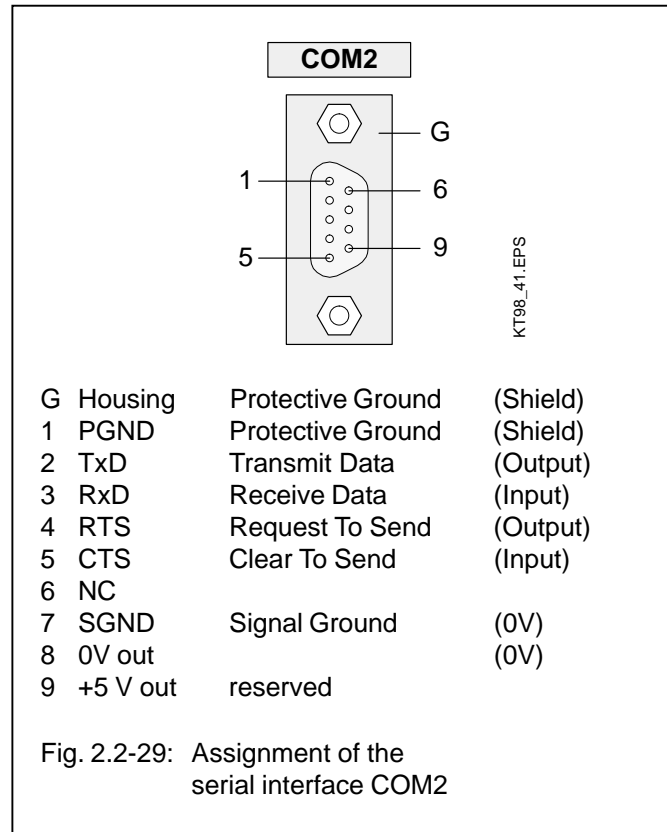 COM2
G
1
6
5
9
KT98_41.EPS
G Housing Protective Ground (Shield)
1 PGND Protective Ground (Shield)
2 TxD Transmit Data (Output)
3 RxD Receive Data (Input)
4 RTS Request To Send (Output)
5 CTS Clear To Send (Input)
6 NC
7 SGND Signal Ground (0V)
8 0V out (0V)
9 +5 V out reserved
Fig. 2.2-29: Assignment of the
serial interface COM2